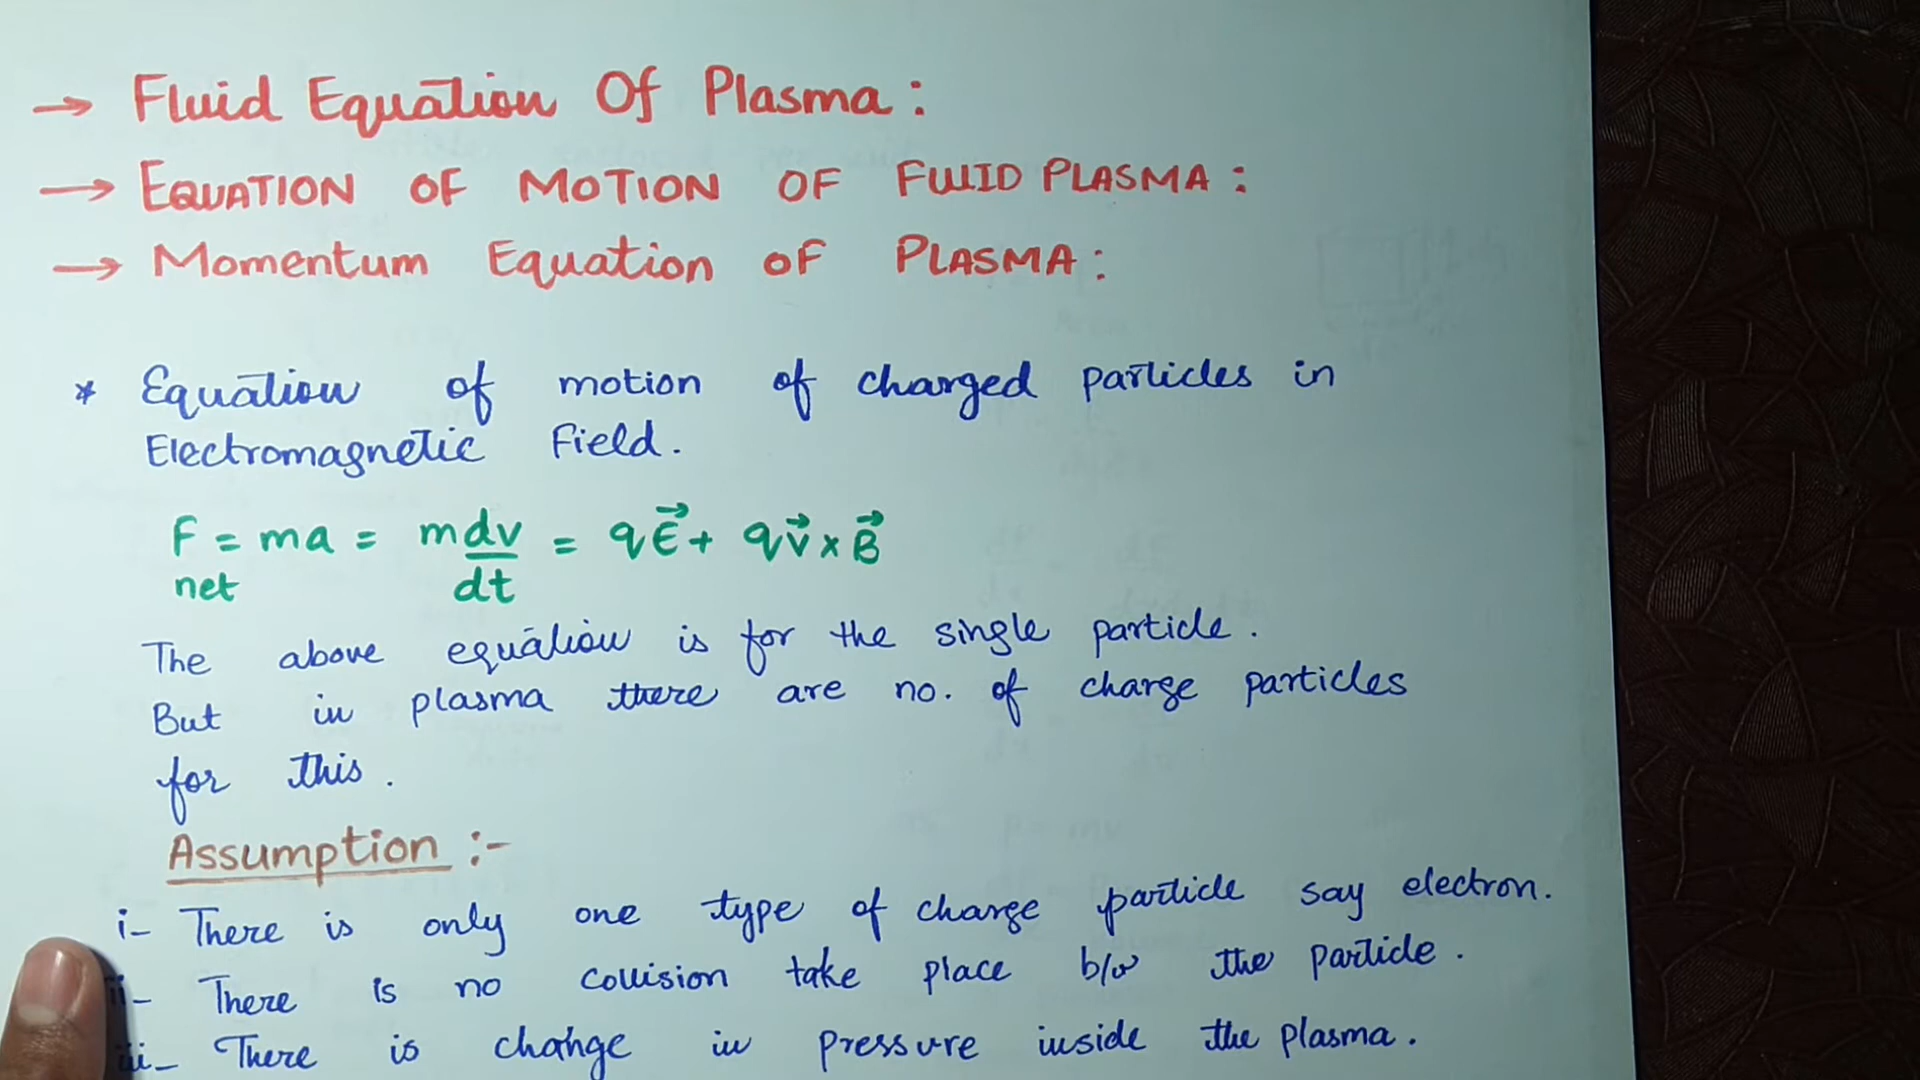 → Fluid Equation Of Plasma :
→ EQUATION OF MOTION OF FLUID PLASMA :
→ Momentum Equation OF PLASMA :
* Equation of motion of charged particles in
Electromagnetic Field.
F net = ma = m dv/dt = qE⃗ + qv⃗ × B⃗
The above equation is for the single particle.
But in plasma there are no. of charge particles
for this.
Assumption :-
i- There is only one type of charge particle say electron.
ii- There is no collision take place b/w the particle.
iii- There is change in pressure inside the plasma.